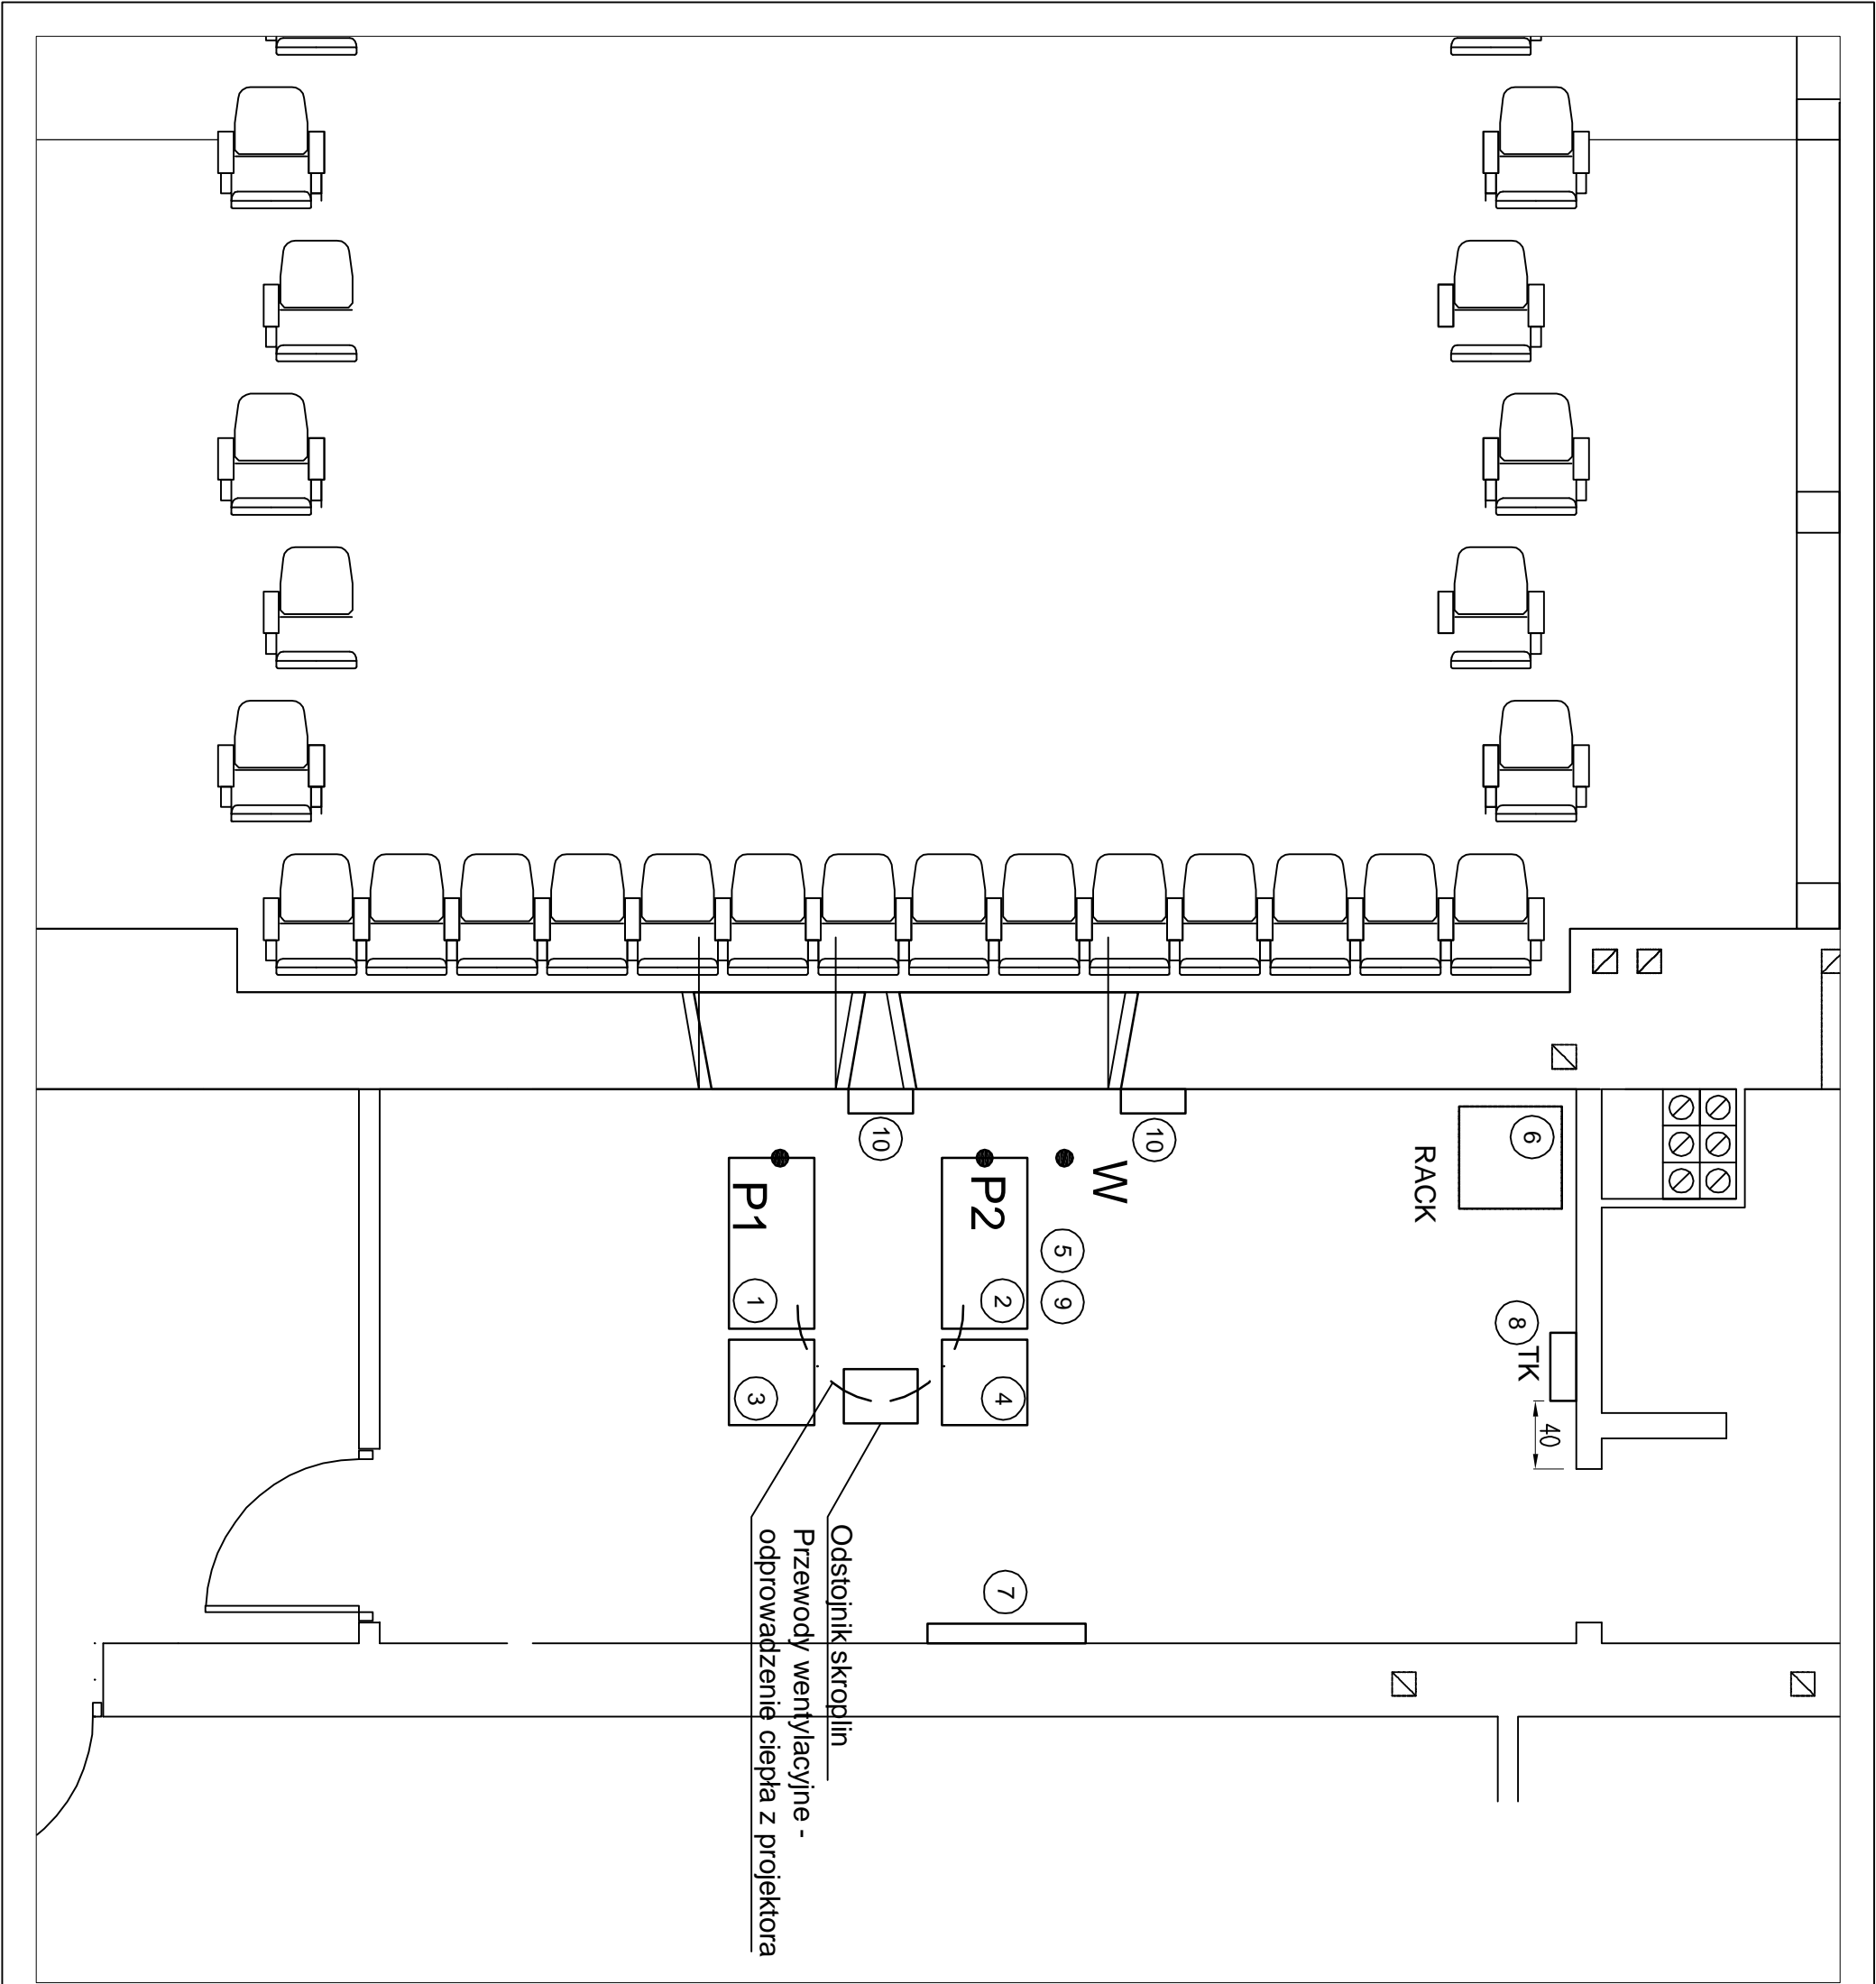 10
10
W
P2
P1
5
9
1
2
3
4
6
RACK
8
TK
40
7
Odstojnik skroplin
Przewody wentylacyjne -
odprowadzenie ciepła z projektora